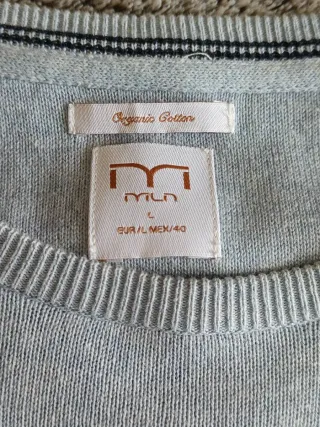 Organic Cotton
mLn
L
EUR/L MEX/40